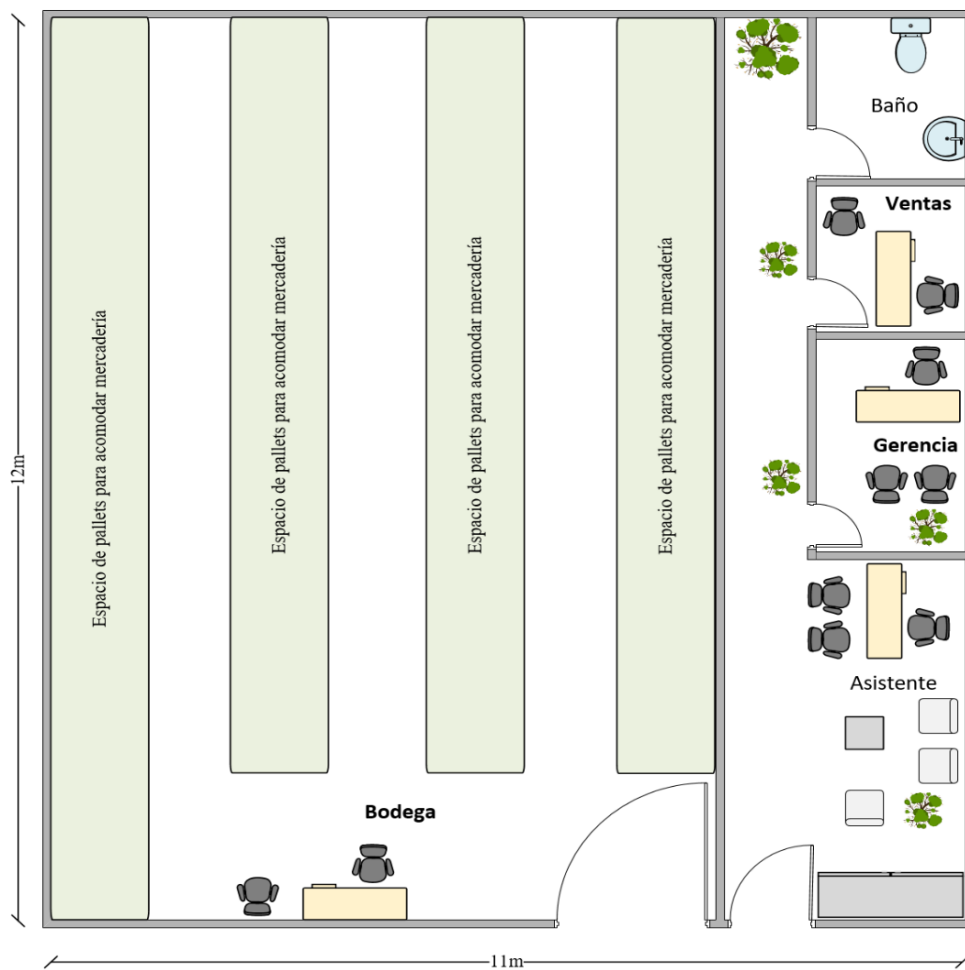 Baño
Ventas
Espacio de pallets para acomodar mercadería
Espacio de pallets para acomodar mercadería
Espacio de pallets para acomodar mercadería
Espacio de pallets para acomodar mercadería
Gerencia
12m
Asistente
Bodega
11m